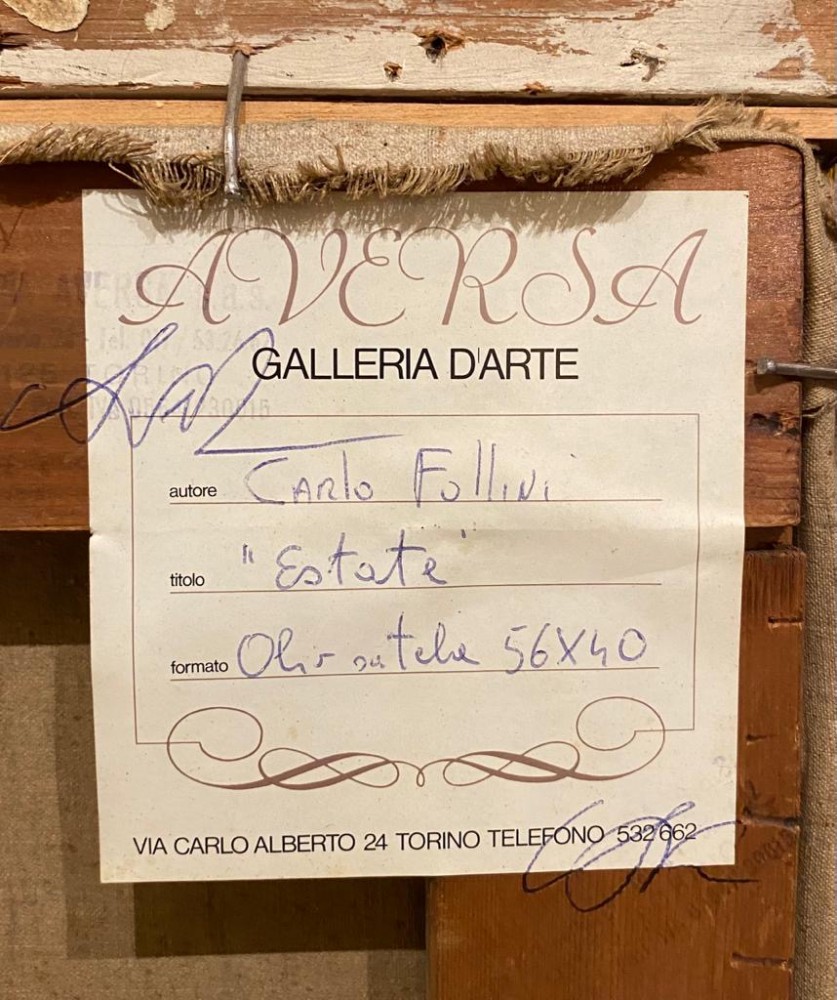 AVERSA
GALLERIA D'ARTE
autore Carlo Follini
titolo "Estate"
formato Olio su tela 56X40
VIA CARLO ALBERTO 24 TORINO TELEFONO 532 662